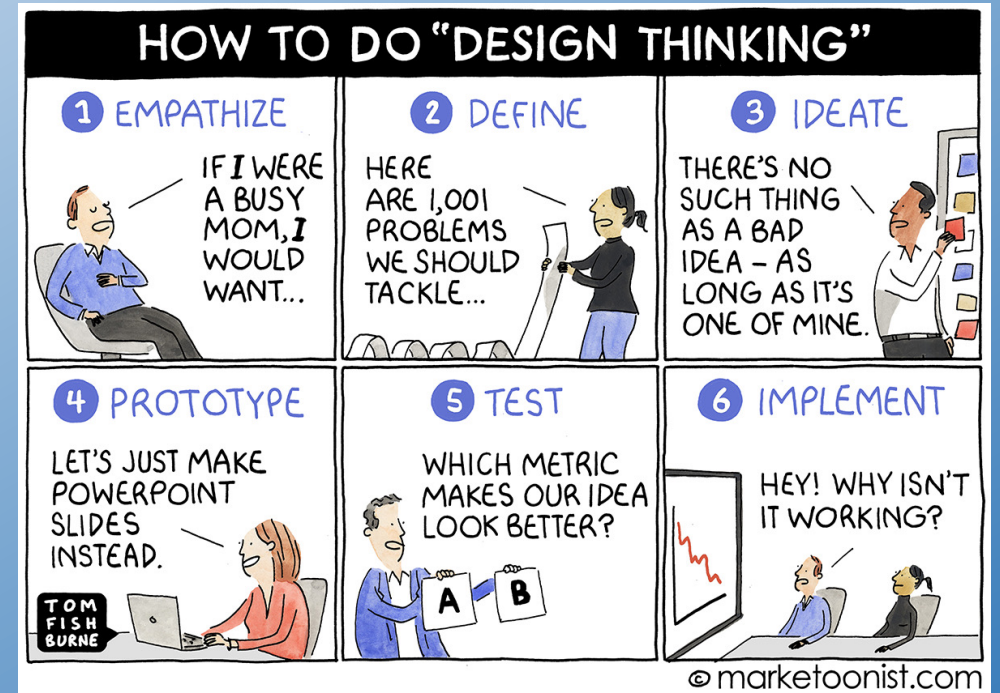 HOW TO DO “DESIGN THINKING”
1 EMPATHIZE
IF I WERE
A BUSY
MOM, I
WOULD
WANT...
2 DEFINE
HERE
ARE 1,001
PROBLEMS
WE SHOULD
TACKLE...
3 IDEATE
THERE'S NO
SUCH THING
AS A BAD
IDEA – AS
LONG AS IT'S
ONE OF MINE.
4 PROTOTYPE
LET'S JUST MAKE
POWERPOINT
SLIDES
INSTEAD.
TOM
FISH
BURNE
5 TEST
WHICH METRIC
MAKES OUR IDEA
LOOK BETTER?
A B
6 IMPLEMENT
HEY! WHY ISN'T
IT WORKING?
© marketoonist.com